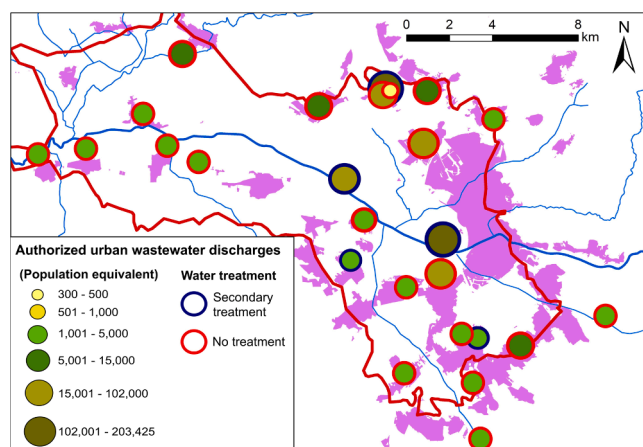 0 2 4 8
km
N
Authorized urban wastewater discharges
(Population equivalent)
300 - 500
501 - 1,000
1,001 - 5,000
5,001 - 15,000
15,001 - 102,000
102,001 - 203,425
Water treatment
Secondary
treatment
No treatment